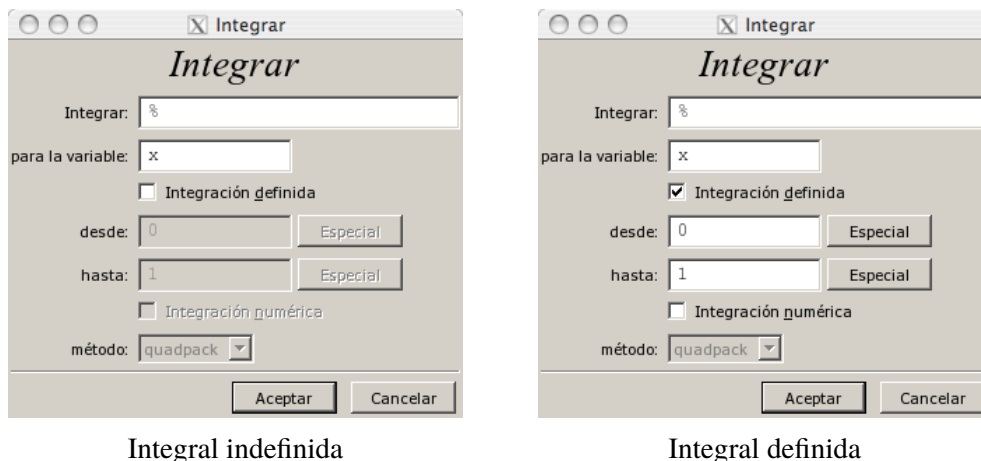 Integrar
Integrar
Integrar: %
para la variable: x
Integración definida
desde: 0 Especial
hasta: 1 Especial
Integración numérica
método: quadpack
Aceptar Cancelar
Integral indefinida
Integrar
Integrar
Integrar: %
para la variable: x
Integración definida
desde: 0 Especial
hasta: 1 Especial
Integración numérica
método: quadpack
Aceptar Cancelar
Integral definida